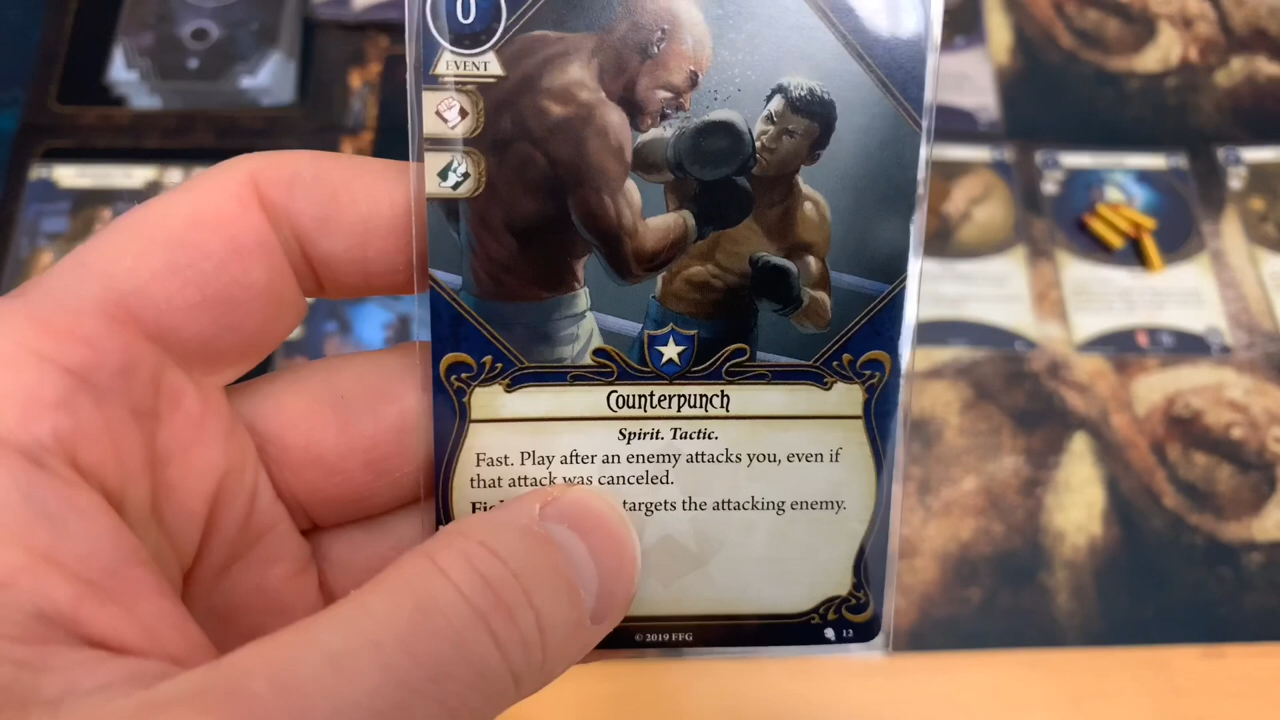 0
EVENT
Counterpunch
Spirit. Tactic.
Fast. Play after an enemy attacks you, even if
that attack was canceled.
targets the attacking enemy.
© 2019 FFG
12